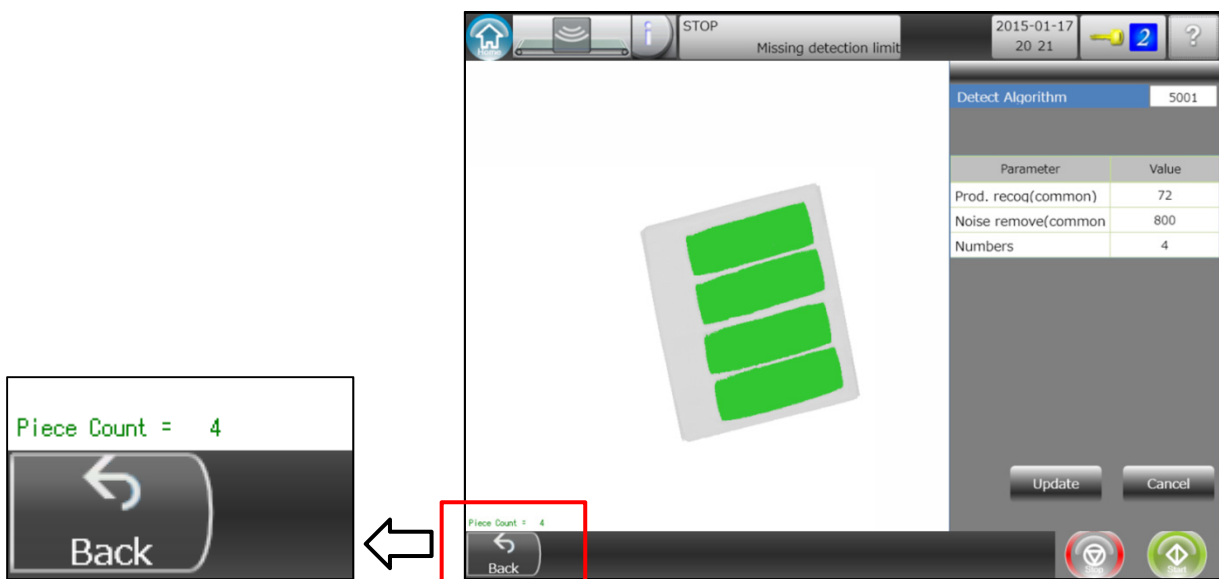 Home
i
STOP
Missing detection limit
2015-01-17
20 21
2
?
Detect Algorithm 5001
Parameter Value
Prod. recog(common) 72
Noise remove(common 800
Numbers 4
Update Cancel
Piece Count = 4
Back
Stop
Start
Piece Count = 4
Back